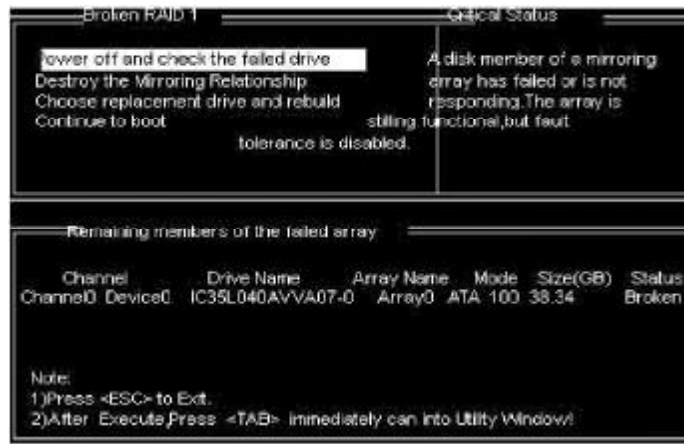 Broken RAID 1
Critical Status
Power off and check the failed drive
Destroy the Mirroring Relationship
Choose replacement drive and rebuild
Continue to boot
A disk member of a mirroring
array has failed or is not
responding.The array is
stilling functional,but fault
tolerance is disabled.
Remaining members of the failed array
Channel Drive Name Array Name Mode Size(GB) Status
Channel0 Device0 IC35L040AVVA07-0 Array0 ATA 100 38.34 Broken
Note:
1)Press <ESC> to Exit.
2)After Execute,Press <TAB> immediately can into Utility Window!